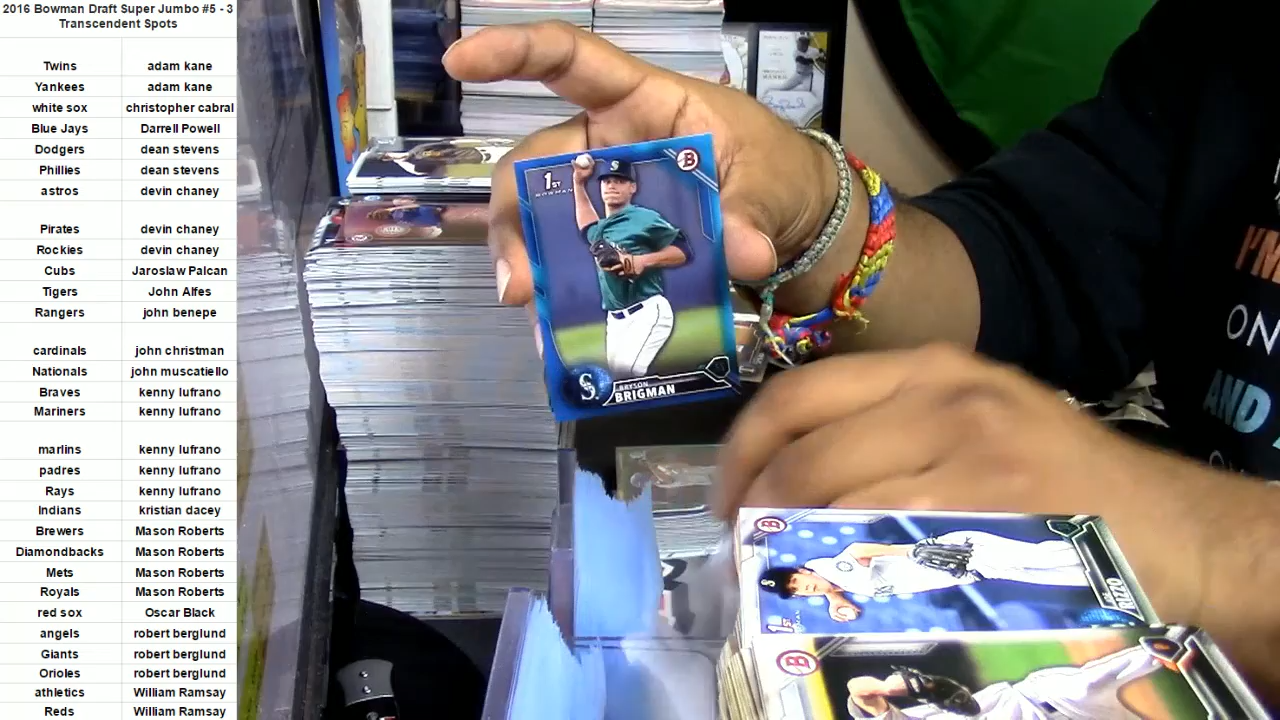 2016 Bowman Draft Super Jumbo #5 - 3
Transcendent Spots
Twins adam kane
Yankees adam kane
white sox christopher cabral
Blue Jays Darrell Powell
Dodgers dean stevens
Phillies dean stevens
astros devin chaney
Pirates devin chaney
Rockies devin chaney
Cubs Jaroslaw Palcan
Tigers John Alfes
Rangers john benepe
cardinals john christman
Nationals john muscatiello
Braves kenny lufrano
Mariners kenny lufrano
marlins kenny lufrano
padres kenny lufrano
Rays kenny lufrano
Indians kristian dacey
Brewers Mason Roberts
Diamondbacks Mason Roberts
Mets Mason Roberts
Royals Mason Roberts
red sox Oscar Black
angels robert berglund
Giants robert berglund
Orioles robert berglund
athletics William Ramsay
Reds William Ramsay
B
1ST
BOWMAN
S
BRYSON
BRIGMAN
I'M
ON
AND
B
RIZZO
1ST
B